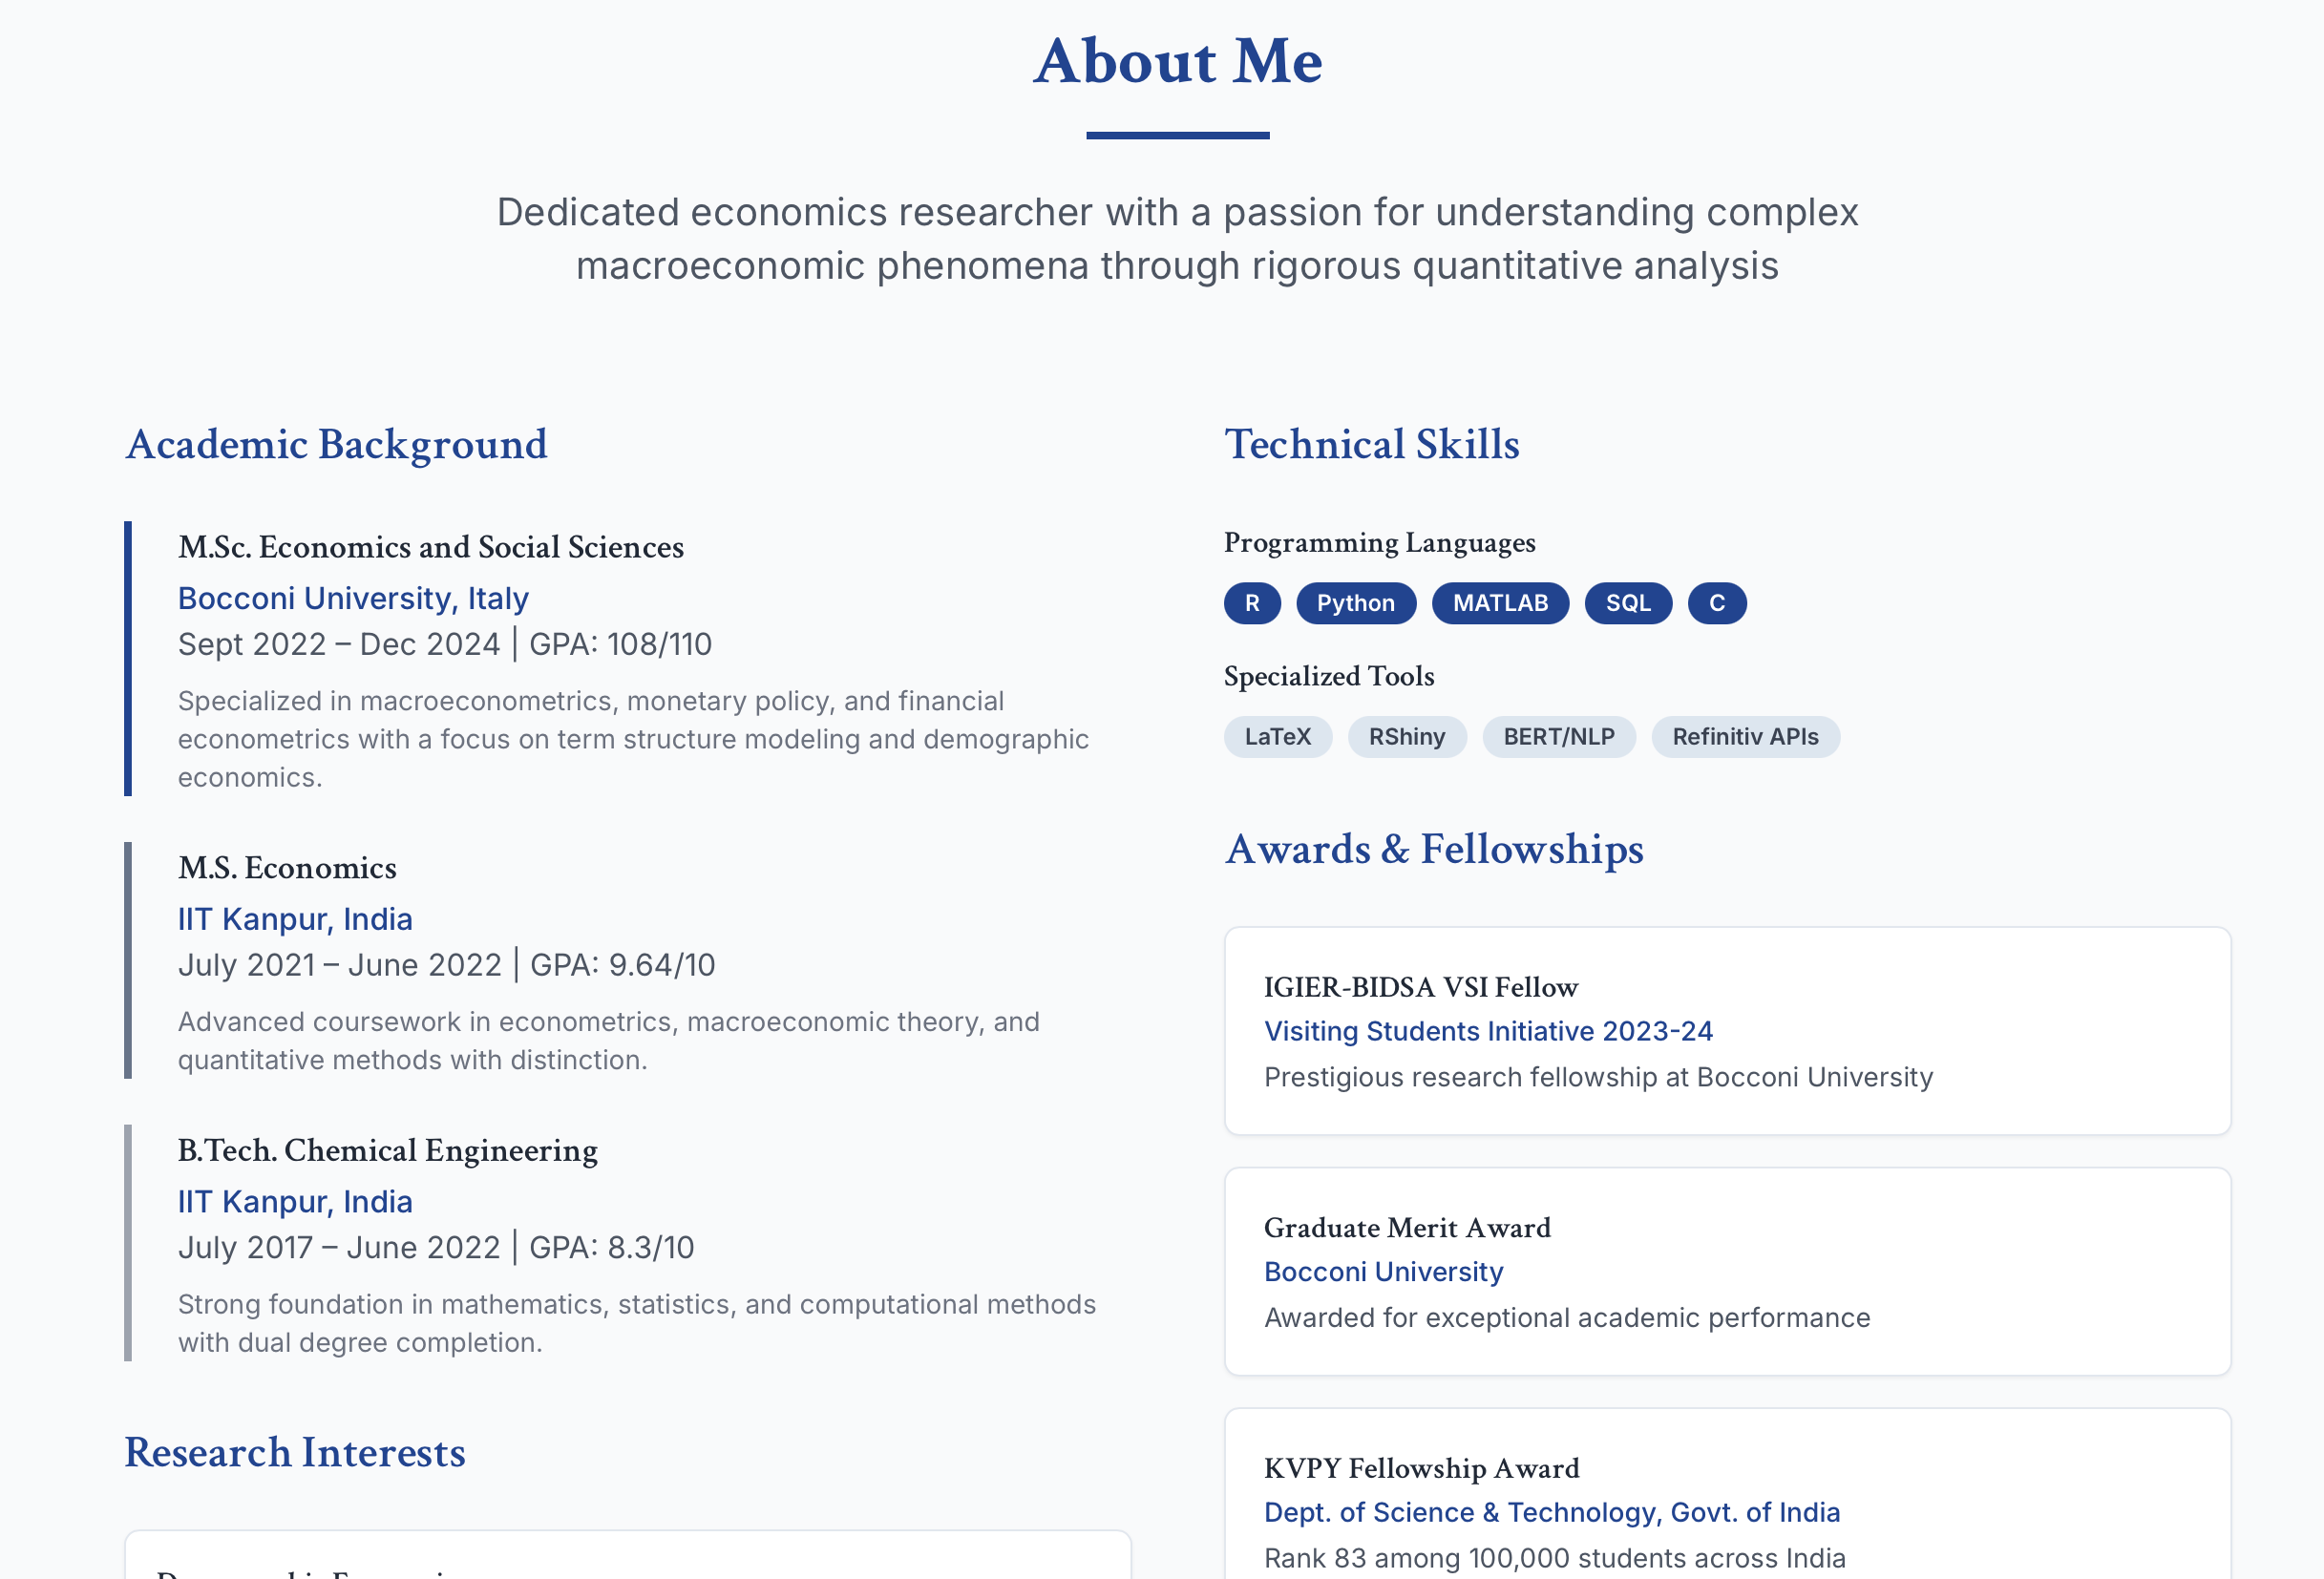 About Me
Dedicated economics researcher with a passion for understanding complex
macroeconomic phenomena through rigorous quantitative analysis
Academic Background
M.Sc. Economics and Social Sciences
Bocconi University, Italy
Sept 2022 – Dec 2024 | GPA: 108/110
Specialized in macroeconometrics, monetary policy, and financial
econometrics with a focus on term structure modeling and demographic
economics.
M.S. Economics
IIT Kanpur, India
July 2021 – June 2022 | GPA: 9.64/10
Advanced coursework in econometrics, macroeconomic theory, and
quantitative methods with distinction.
B.Tech. Chemical Engineering
IIT Kanpur, India
July 2017 – June 2022 | GPA: 8.3/10
Strong foundation in mathematics, statistics, and computational methods
with dual degree completion.
Research Interests
Technical Skills
Programming Languages
R Python MATLAB SQL C
Specialized Tools
LaTeX RShiny BERT/NLP Refinitiv APIs
Awards & Fellowships
IGIER-BIDSA VSI Fellow
Visiting Students Initiative 2023-24
Prestigious research fellowship at Bocconi University
Graduate Merit Award
Bocconi University
Awarded for exceptional academic performance
KVPY Fellowship Award
Dept. of Science & Technology, Govt. of India
Rank 83 among 100,000 students across India